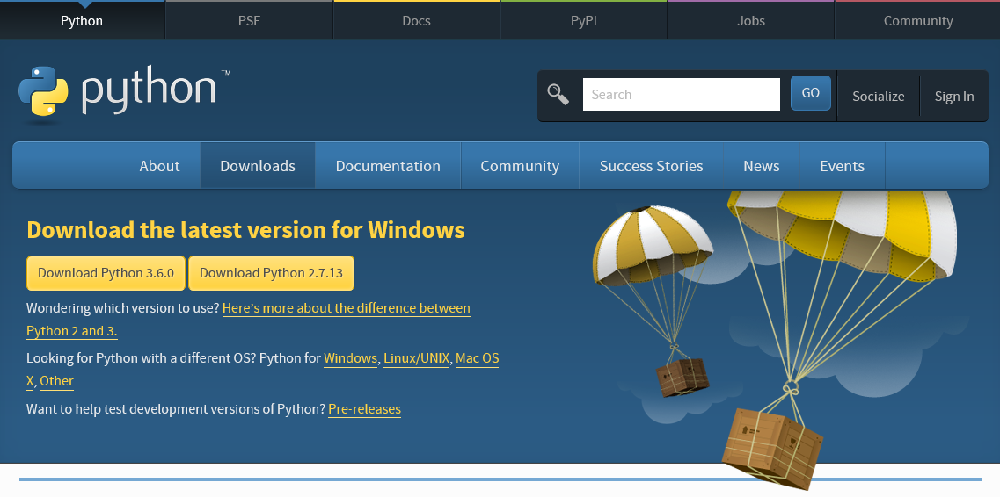 Python PSF Docs PyPI Jobs Community
python™
Search GO Socialize Sign In
About Downloads Documentation Community Success Stories News Events
Download the latest version for Windows
Download Python 3.6.0 Download Python 2.7.13
Wondering which version to use? Here’s more about the difference between
Python 2 and 3.
Looking for Python with a different OS? Python for Windows, Linux/UNIX, Mac OS
X, Other
Want to help test development versions of Python? Pre-releases